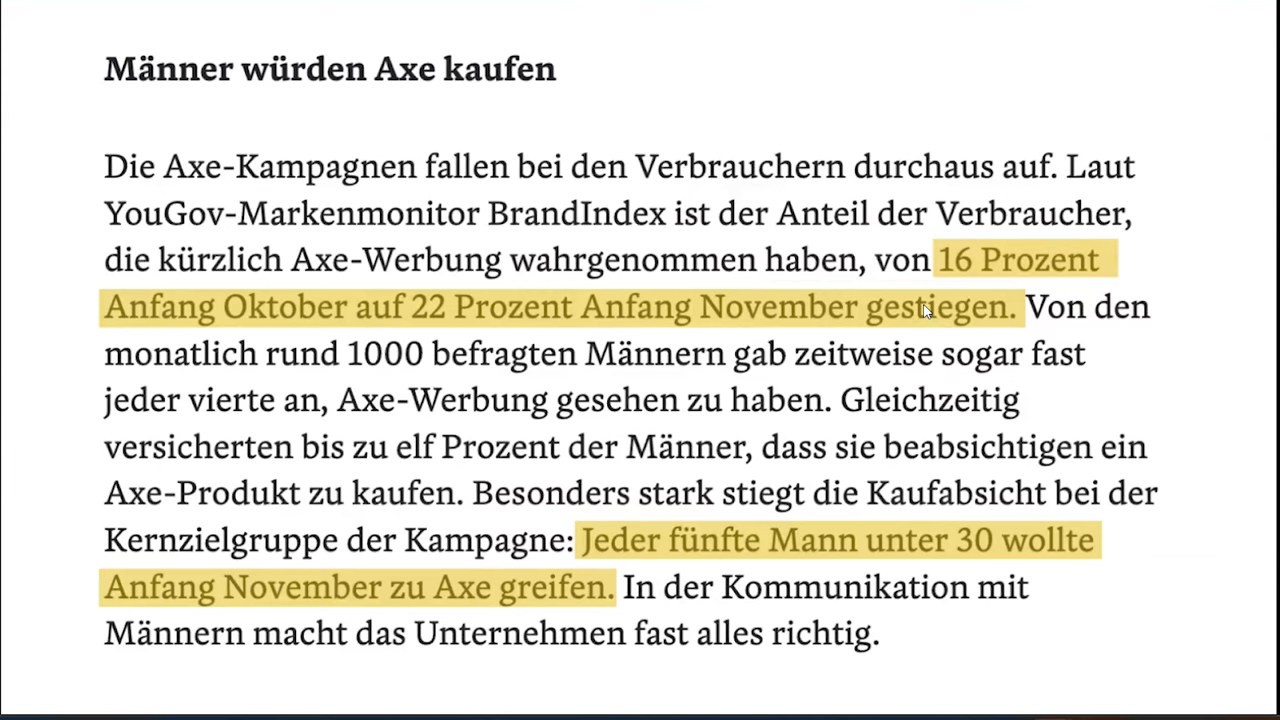 Männer würden Axe kaufen
Die Axe-Kampagnen fallen bei den Verbrauchern durchaus auf. Laut
YouGov-Markenmonitor BrandIndex ist der Anteil der Verbraucher,
die kürzlich Axe-Werbung wahrgenommen haben, von 16 Prozent
Anfang Oktober auf 22 Prozent Anfang November gestiegen. Von den
monatlich rund 1000 befragten Männern gab zeitweise sogar fast
jeder vierte an, Axe-Werbung gesehen zu haben. Gleichzeitig
versicherten bis zu elf Prozent der Männer, dass sie beabsichtigen ein
Axe-Produkt zu kaufen. Besonders stark stiegt die Kaufabsicht bei der
Kernzielgruppe der Kampagne: Jeder fünfte Mann unter 30 wollte
Anfang November zu Axe greifen. In der Kommunikation mit
Männern macht das Unternehmen fast alles richtig.